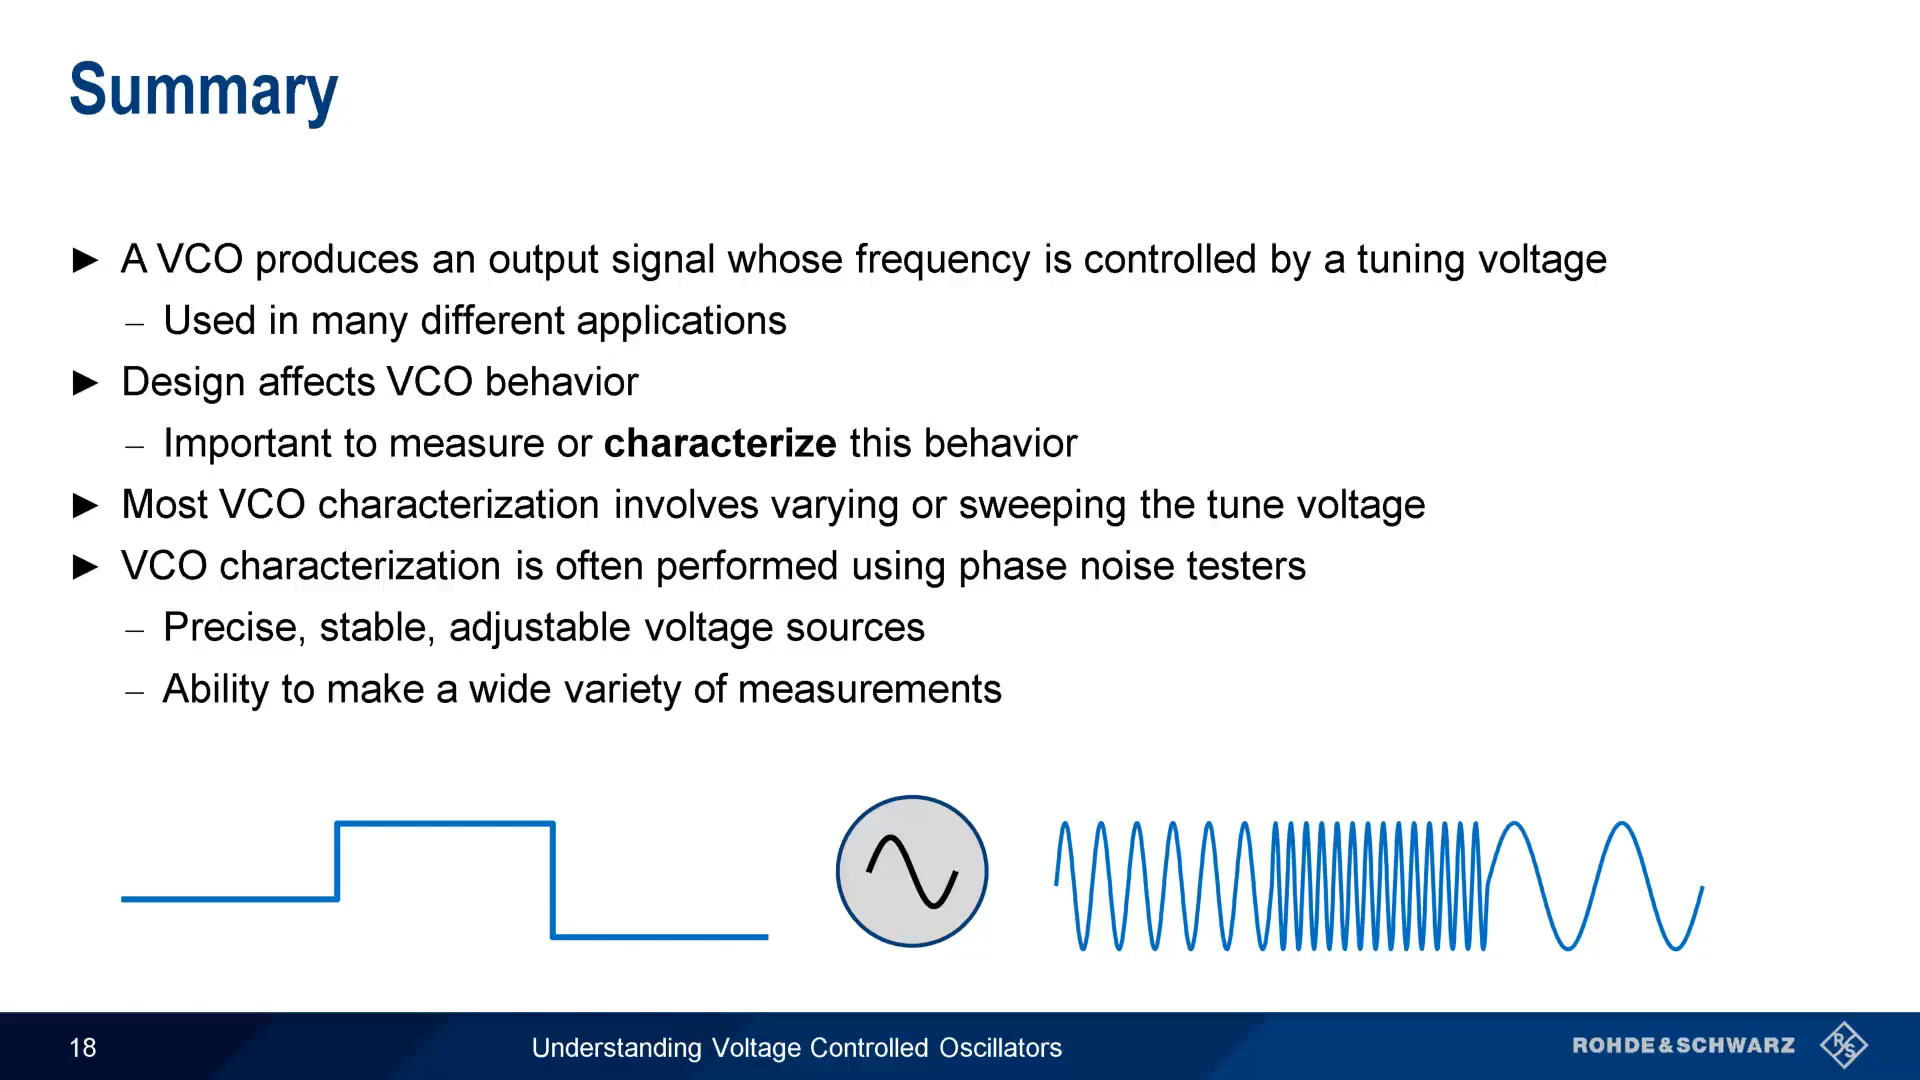 Summary
► A VCO produces an output signal whose frequency is controlled by a tuning voltage
– Used in many different applications
► Design affects VCO behavior
– Important to measure or characterize this behavior
► Most VCO characterization involves varying or sweeping the tune voltage
► VCO characterization is often performed using phase noise testers
– Precise, stable, adjustable voltage sources
– Ability to make a wide variety of measurements
18
Understanding Voltage Controlled Oscillators
ROHDE&SCHWARZ
R&S